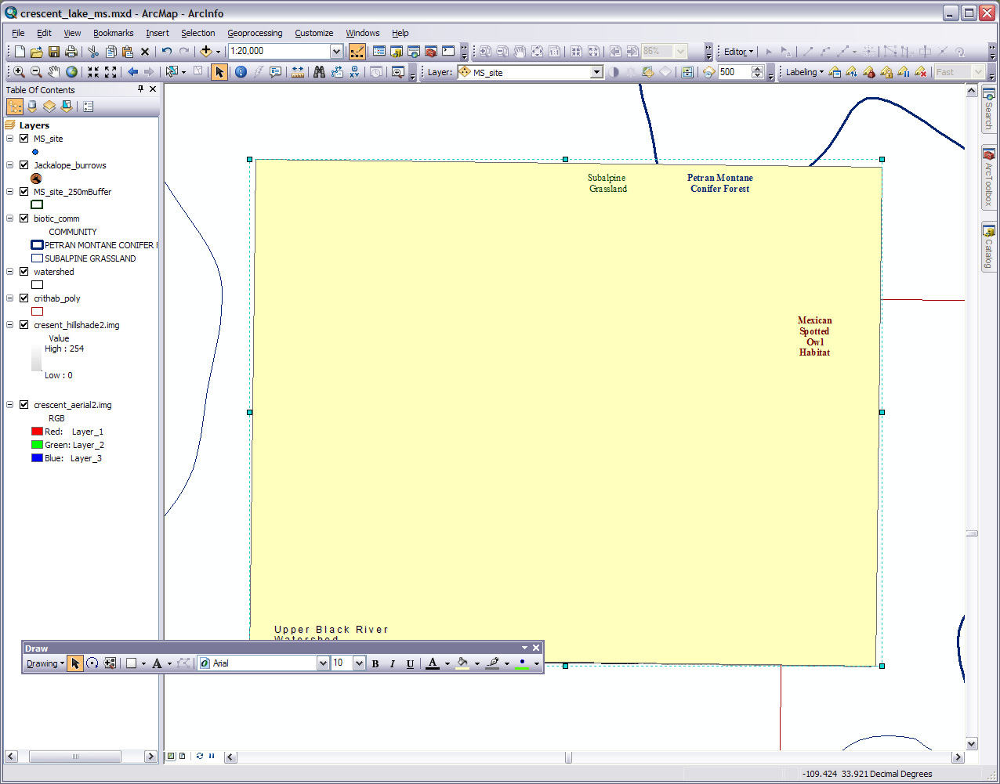 crescent_lake_ms.mxd - ArcMap - ArcInfo
File Edit View Bookmarks Insert Selection Geoprocessing Customize Windows Help
1:20,000 86% Editor
Layer: MS_site 500 Labeling Fast
Table Of Contents
Layers
MS_site
Jackalope_burrows
MS_site_250mBuffer
biotic_comm
COMMUNITY
PETRAN MONTANE CONIFER F
SUBALPINE GRASSLAND
watershed
crithab_poly
cresent_hillshade2.img
Value
High : 254
Low : 0
crescent_aerial2.img
RGB
Red: Layer_1
Green: Layer_2
Blue: Layer_3
Subalpine
Grassland
Petran Montane
Conifer Forest
Mexican
Spotted
Owl
Habitat
Upper Black River
Watershed
Draw
Drawing A Arial 10 B I U A
Search
ArcToolbox
Catalog
-109.424 33.921 Decimal Degrees